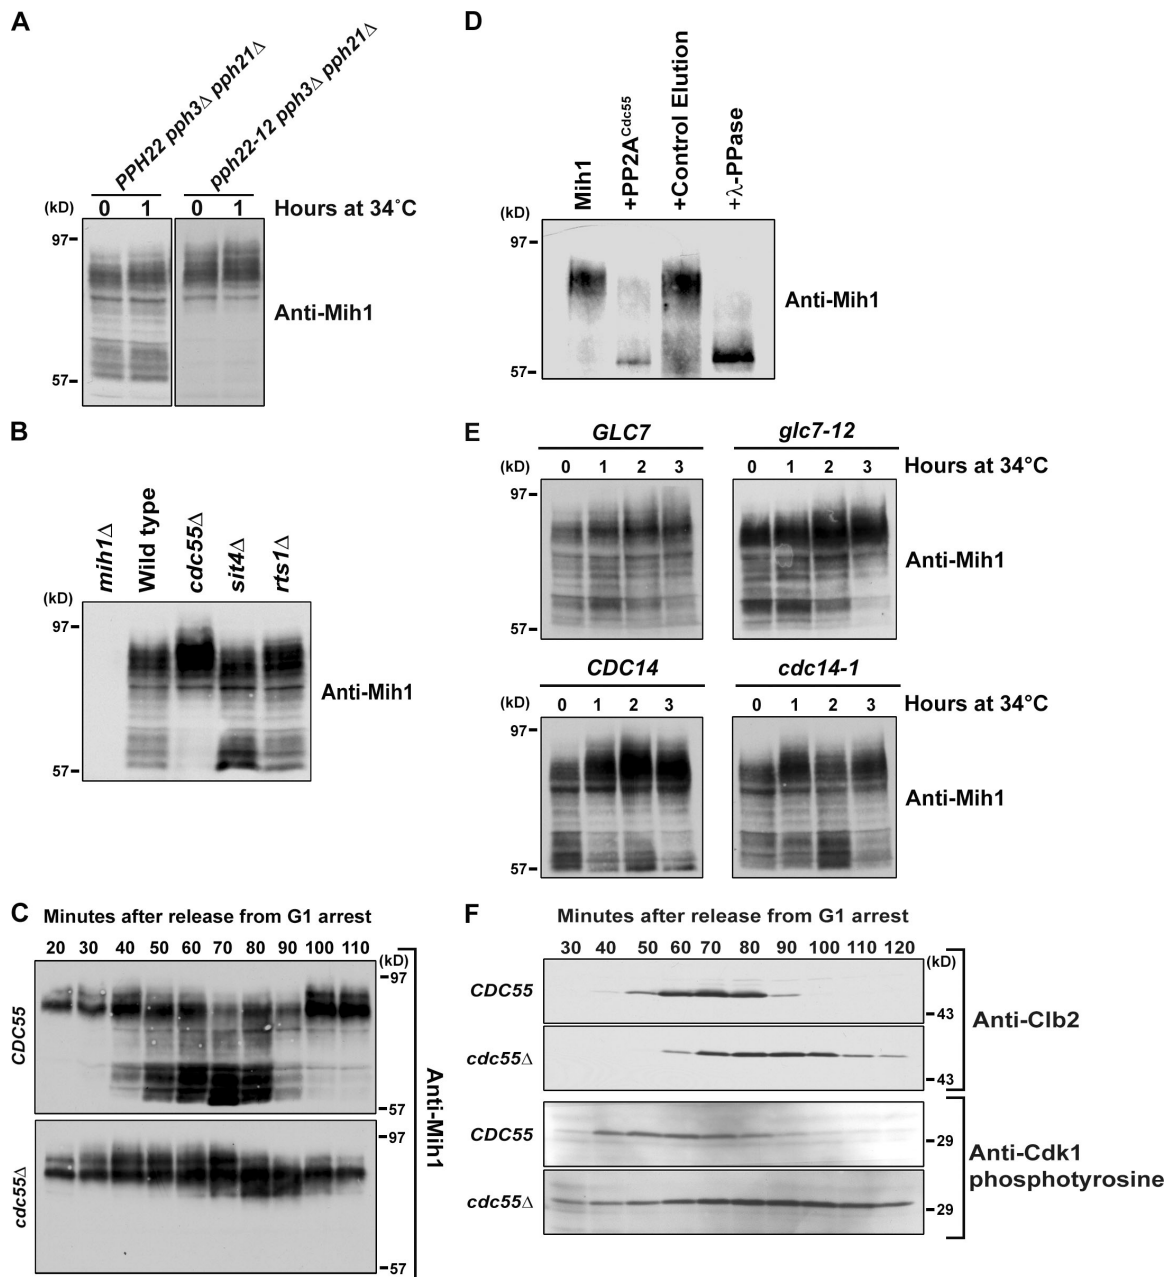 A
PPH22 pph3Δ pph21Δ
pph22-12 pph3Δ pph21Δ
(kD) 0 1 0 1 Hours at 34˚C
97
Anti-Mih1
57
B
mih1Δ
Wild type
cdc55Δ
sit4Δ
rts1Δ
(kD)
97
Anti-Mih1
57
C
Minutes after release from G1 arrest
20 30 40 50 60 70 80 90 100 110
(kD)
CDC55
97
57
cdc55Δ
97
57
Anti-Mih1
D
Mih1
+PP2ACdc55
+Control Elution
+λ-PPase
(kD)
97
Anti-Mih1
57
E
GLC7 glc7-12
(kD) 0 1 2 3 0 1 2 3 Hours at 34°C
97
Anti-Mih1
57
CDC14 cdc14-1
(kD) 0 1 2 3 0 1 2 3 Hours at 34°C
97
Anti-Mih1
57
F
Minutes after release from G1 arrest
30 40 50 60 70 80 90 100 110 120
(kD)
CDC55
43
Anti-Clb2
cdc55Δ
43
CDC55
29
Anti-Cdk1
phosphotyrosine
cdc55Δ
29